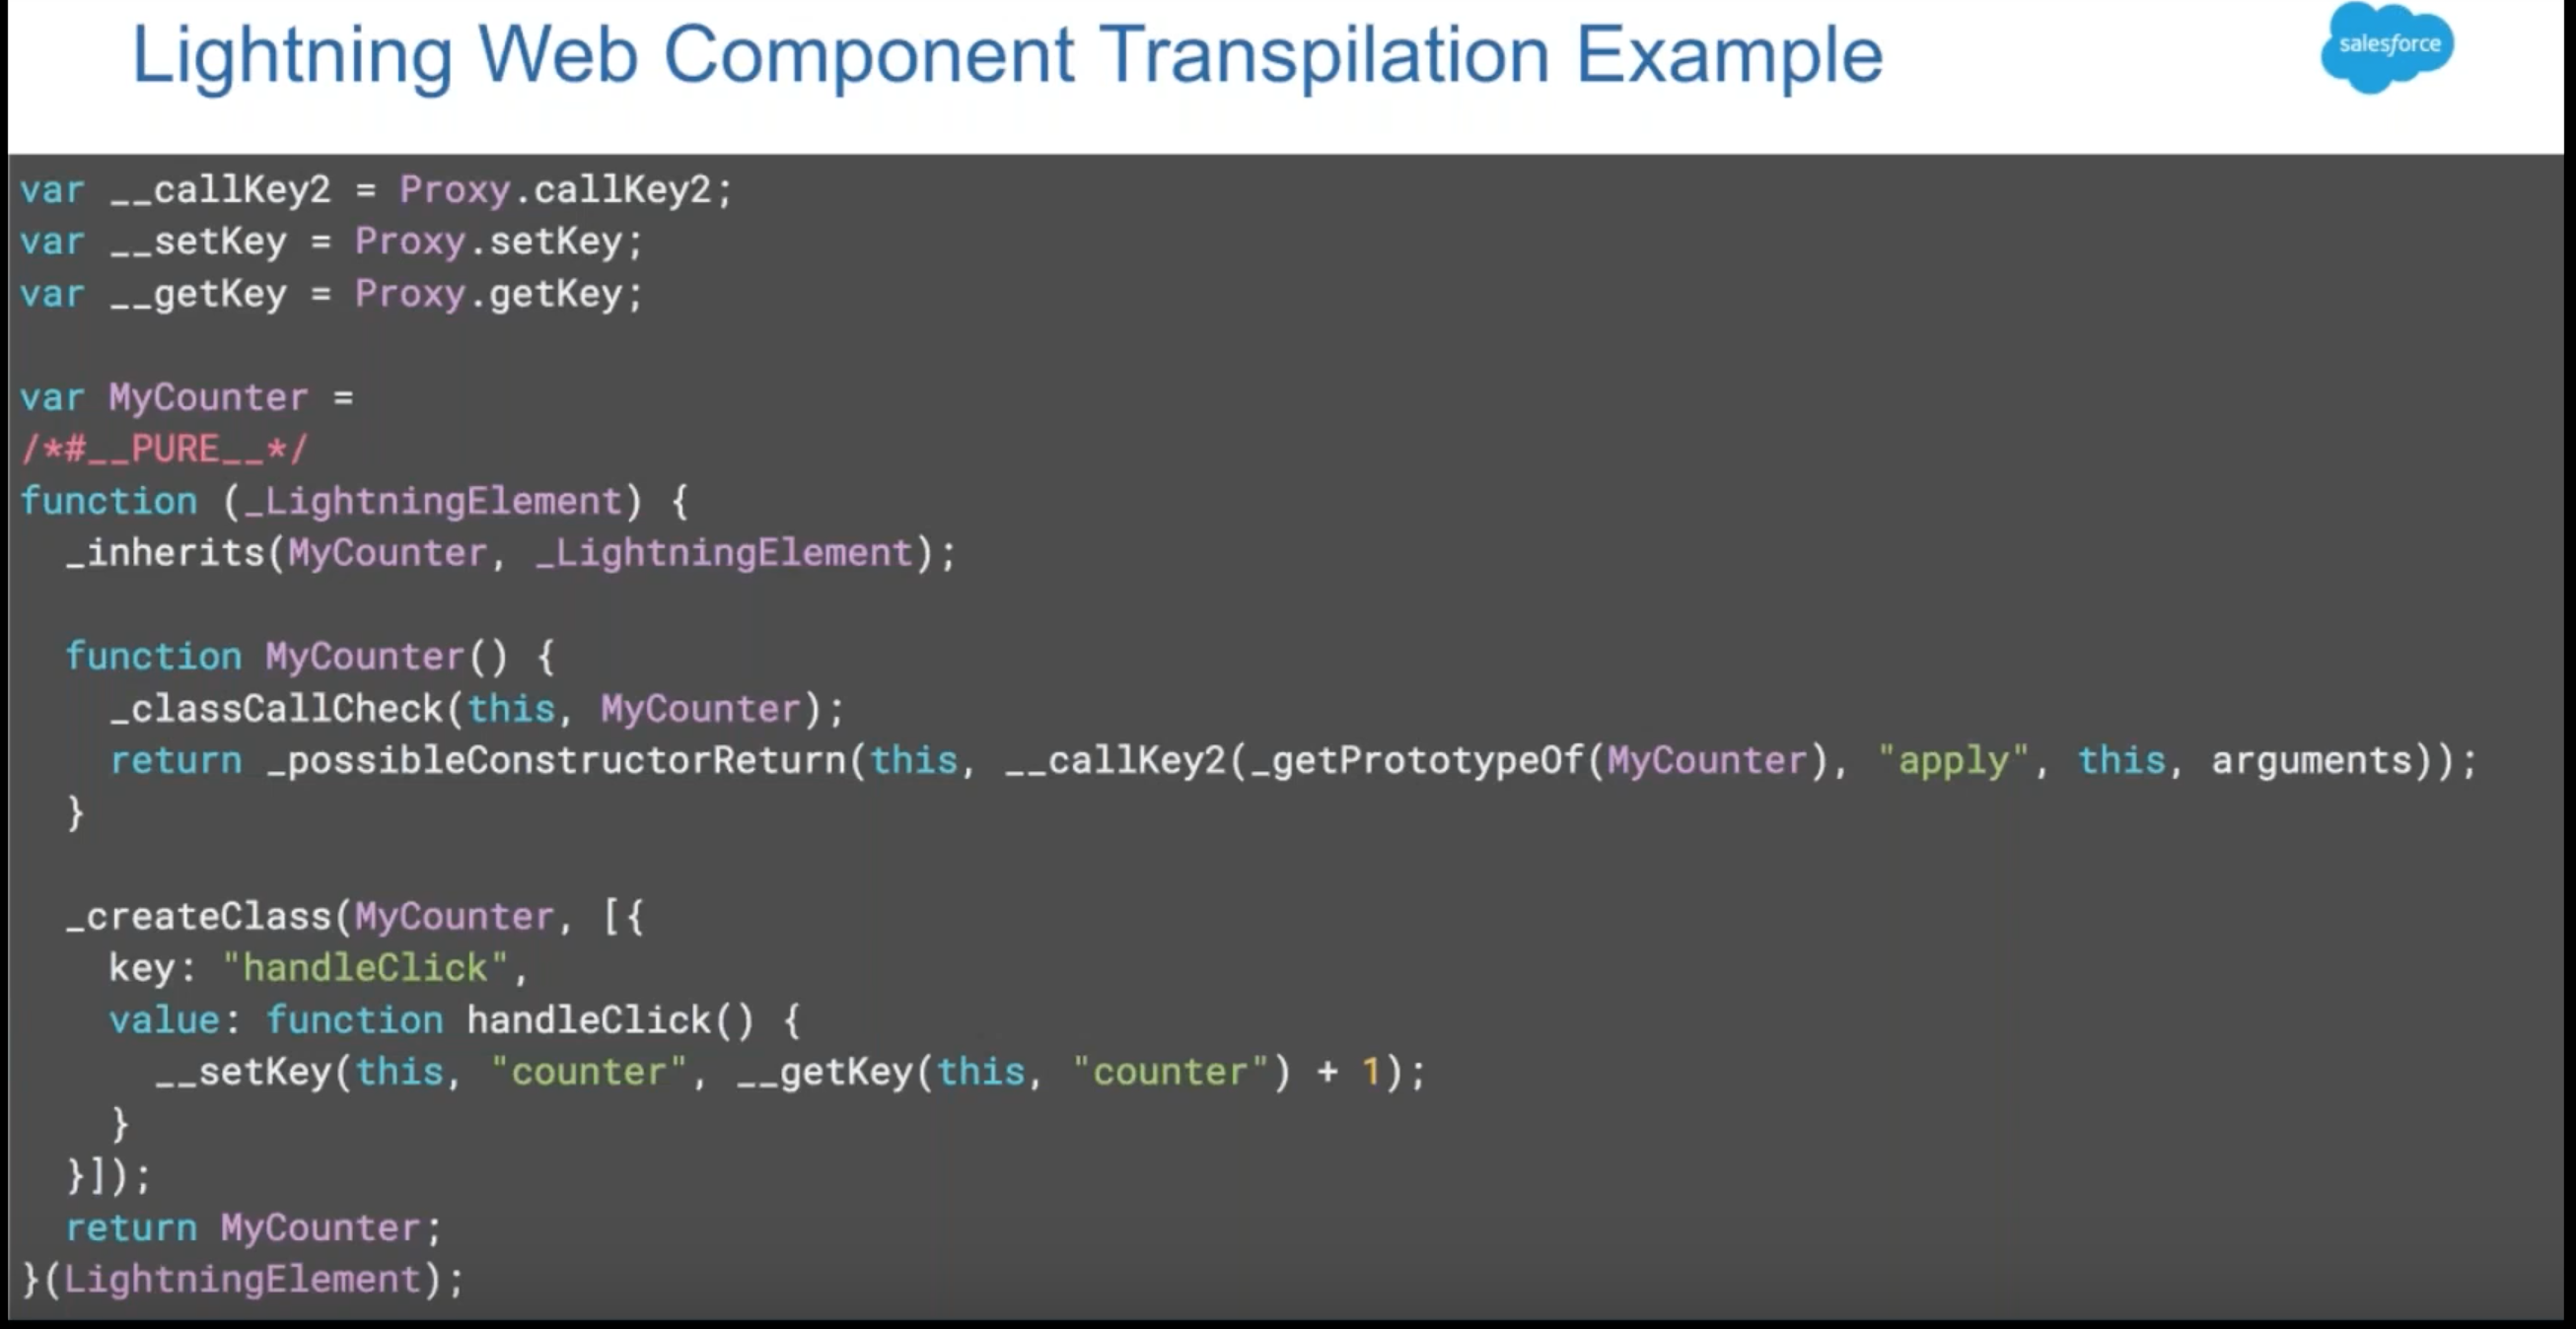 Lightning Web Component Transpilation Example
salesforce
var __callKey2 = Proxy.callKey2;
var __setKey = Proxy.setKey;
var __getKey = Proxy.getKey;
var MyCounter =
/*#__PURE__*/
function (_LightningElement) {
  _inherits(MyCounter, _LightningElement);
  function MyCounter() {
    _classCallCheck(this, MyCounter);
    return _possibleConstructorReturn(this, __callKey2(_getPrototypeOf(MyCounter), "apply", this, arguments));
  }
  _createClass(MyCounter, [{
    key: "handleClick",
    value: function handleClick() {
      __setKey(this, "counter", __getKey(this, "counter") + 1);
    }
  }]);
  return MyCounter;
}(LightningElement);